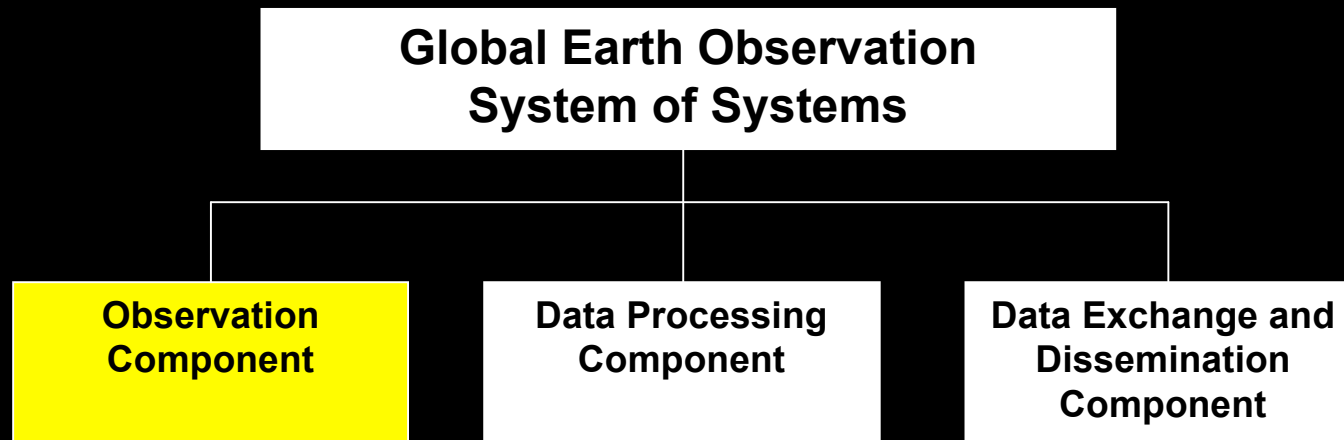 Global Earth Observation
System of Systems
Observation
Component
Data Processing
Component
Data Exchange and
Dissemination
Component